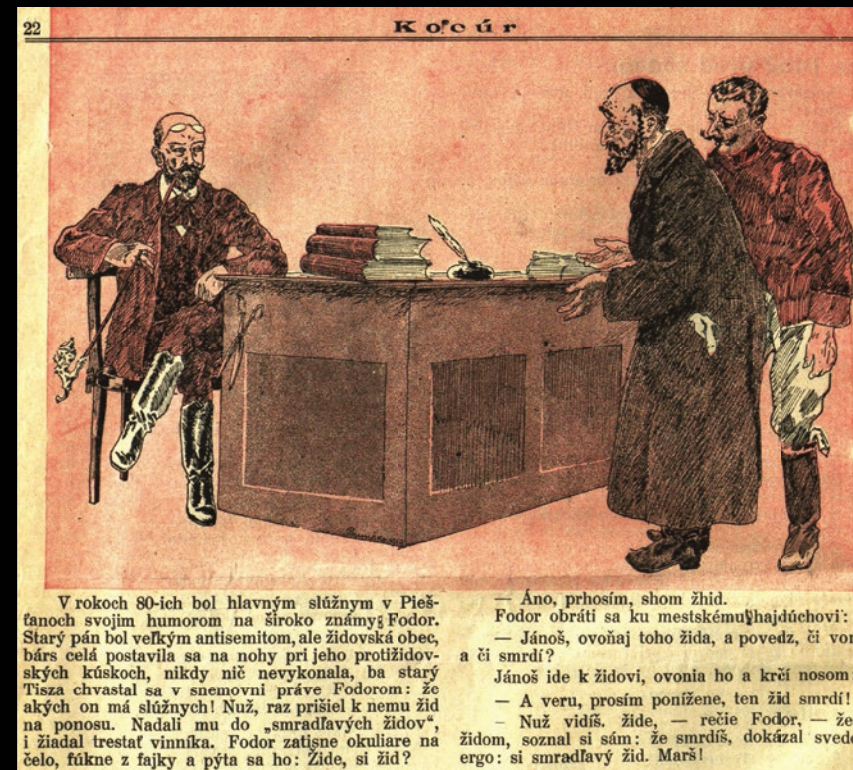 22
Kocúr
V rokoch 80-ich bol hlavným slúžnym v Pieš-
ťanoch svojim humorom na široko známy Fodor.
Starý pán bol veľkým antisemitom, ale židovská obec,
bárs celá postavila sa na nohy pri jeho protižidov-
ských kúskoch, nikdy nič nevykonala, ba starý
Tisza chvastal sa v snemovni práve Fodorom: že
akých on má slúžnych! Nuž, raz prišiel k nemu žid
na ponosu. Nadali mu do „smradľavých židov“,
i žiadal trestať vinníka. Fodor zatisne okuliare na
čelo, fúkne z fajky a pýta sa ho: Žide, si žid?
— Áno, prhosím, shom žhid.
Fodor obráti sa ku mestskému hajdúchovi:
— Jánoš, ovoňaj toho žida, a povedz, či von
a či smrdí?
Jánoš ide k židovi, ovonia ho a krčí nosom
— A veru, prosím ponížene, ten žid smrdí!
— Nuž vidíš. žide, — rečie Fodor, — že
židom, soznal si sám: že smrdíš, dokázal svedo
ergo: si smradľavý žid. Marš!